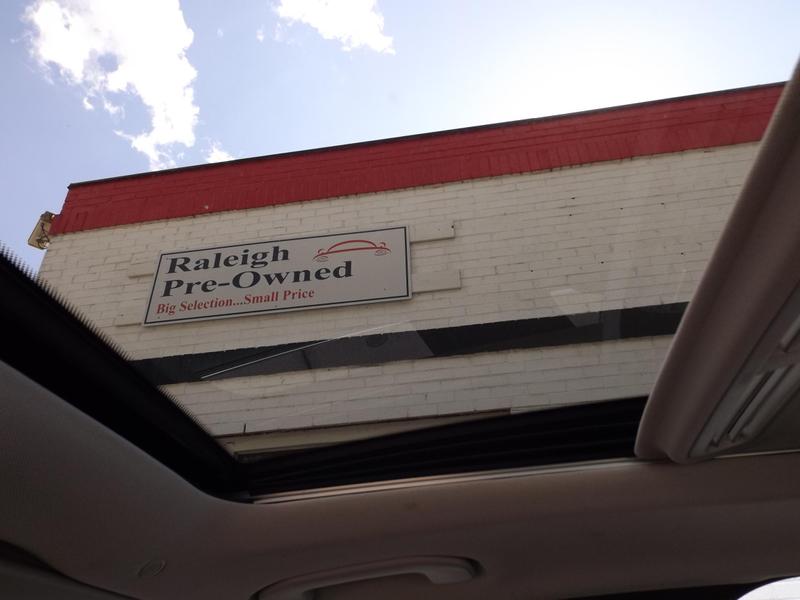 Raleigh
Pre-Owned
Big Selection...Small Price